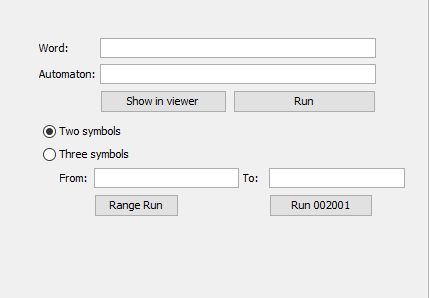 Word:
Automaton:
Show in viewer Run
Two symbols
Three symbols
From: To:
Range Run Run 002001